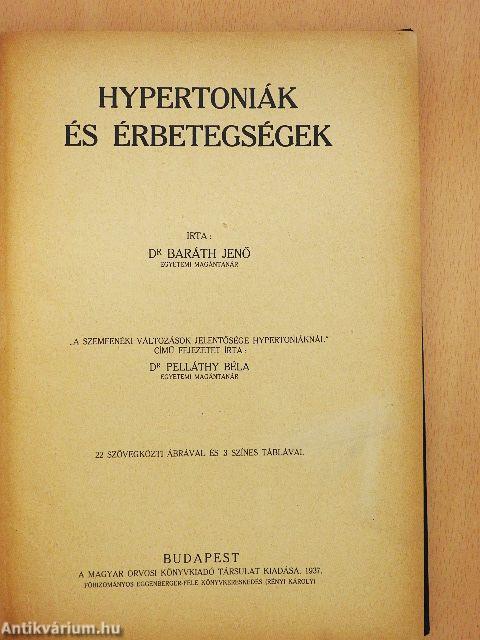 HYPERTONIÁK
ÉS ÉRBETEGSÉGEK
IRTA:
DR BARÁTH JENŐ
EGYETEMI MAGÁNTANÁR
„A SZEMFENÉKI VÁLTOZÁSOK JELENTŐSÉGE HYPERTONIÁKNÁL"
CÍMŰ FEJEZETET ÍRTA:
DR PELLÁTHY BÉLA
EGYETEMI MAGÁNTANÁR
22 SZÖVEGKÖZTI ÁBRÁVAL ÉS 3 SZÍNES TÁBLÁVAL
BUDAPEST
A MAGYAR ORVOSI KÖNYVKIADÓ TÁRSULAT KIADÁSA, 1937.
FŐBIZOMÁNYOS EGGENBERGER-FÉLE KÖNYVKERESKEDÉS (RÉNYI KÁROLY)
Antikvárium.hu